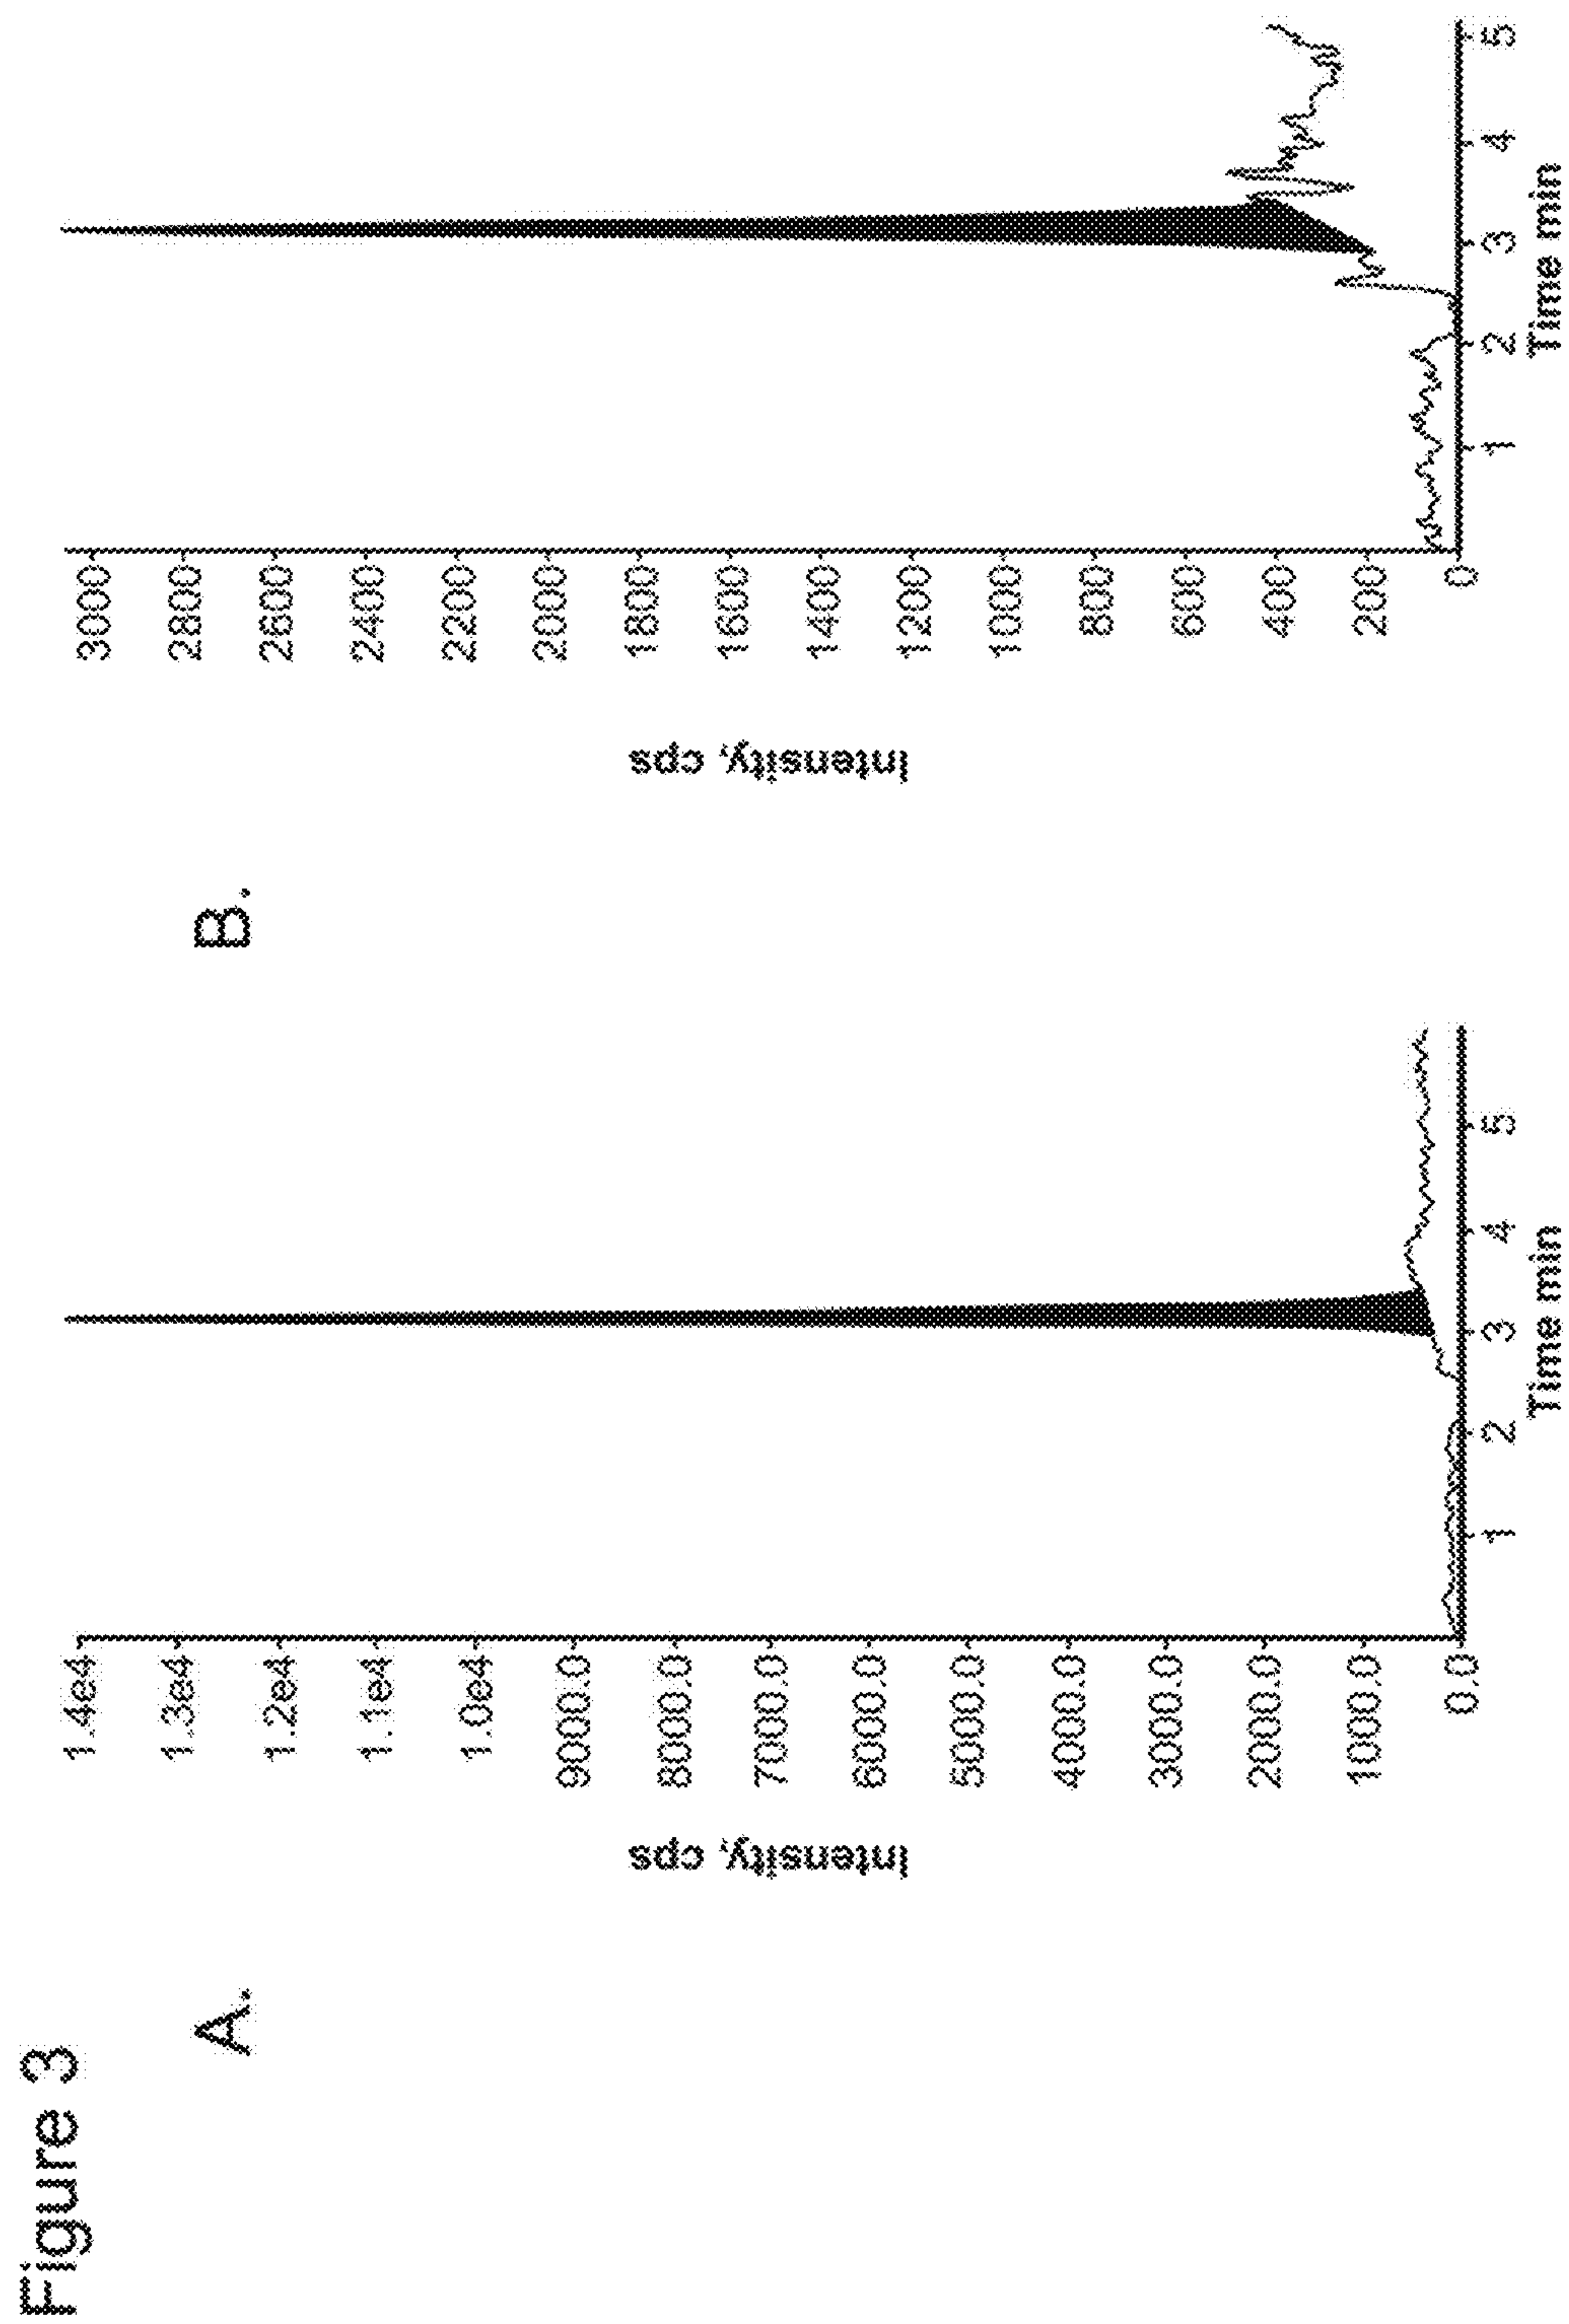 Figure 3
A.
Intensity, cps
1.4e4
1.3e4
1.2e4
1.1e4
1.0e4
9000.0
8000.0
7000.0
6000.0
5000.0
4000.0
3000.0
2000.0
1000.0
0.0
1 2 3 4 5
Time min
B.
Intensity, cps
3000
2800
2600
2400
2200
2000
1800
1600
1400
1200
1000
800
600
400
200
0
1 2 3 4 5
Time min